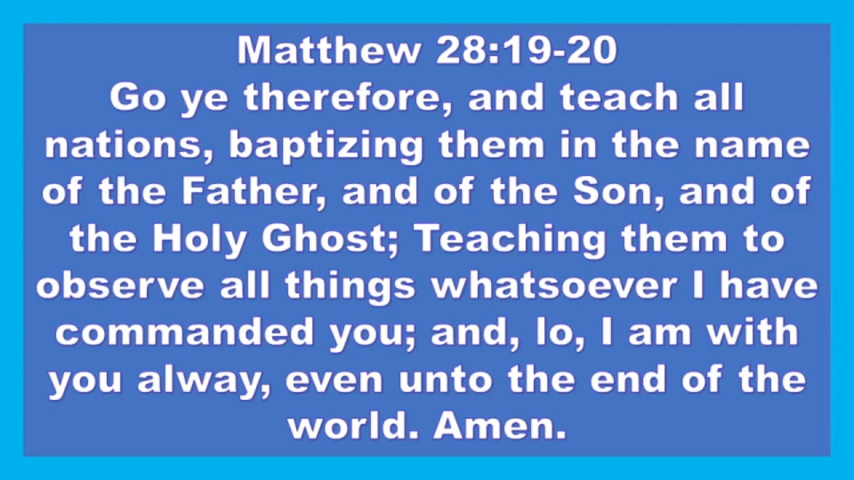 Matthew 28:19-20
Go ye therefore, and teach all
nations, baptizing them in the name
of the Father, and of the Son, and of
the Holy Ghost; Teaching them to
observe all things whatsoever I have
commanded you; and, lo, I am with
you alway, even unto the end of the
world. Amen.